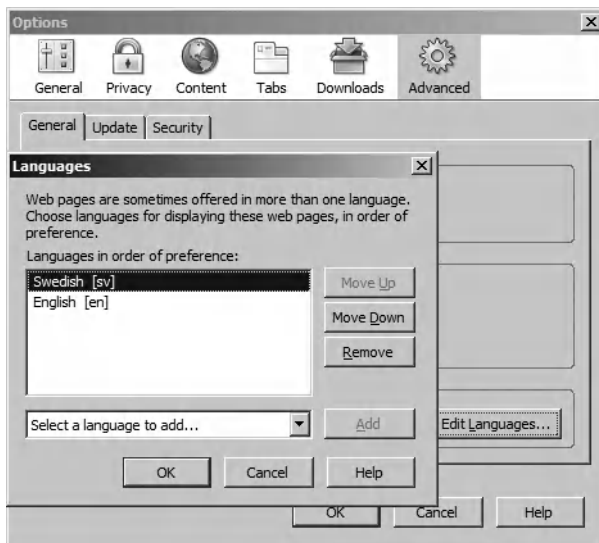 Options
General Privacy Content Tabs Downloads Advanced
General Update Security
Languages
Web pages are sometimes offered in more than one language.
Choose languages for displaying these web pages, in order of
preference.
Languages in order of preference:
Swedish [sv]
English [en]
Move Up
Move Down
Remove
Select a language to add...
Add
Edit Languages...
OK Cancel Help
OK Cancel Help